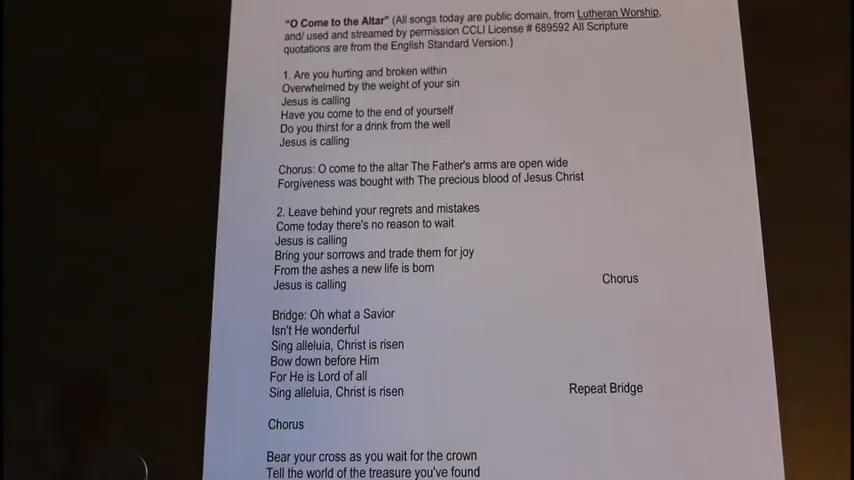 "O Come to the Altar" (All songs today are public domain, from Lutheran Worship,
and/ used and streamed by permission CCLI License # 689592 All Scripture
quotations are from the English Standard Version.)
1. Are you hurting and broken within
Overwhelmed by the weight of your sin
Jesus is calling
Have you come to the end of yourself
Do you thirst for a drink from the well
Jesus is calling
Chorus: O come to the altar The Father's arms are open wide
Forgiveness was bought with The precious blood of Jesus Christ
2. Leave behind your regrets and mistakes
Come today there's no reason to wait
Jesus is calling
Bring your sorrows and trade them for joy
From the ashes a new life is born
Jesus is calling Chorus
Bridge: Oh what a Savior
Isn't He wonderful
Sing alleluia, Christ is risen
Bow down before Him
For He is Lord of all
Sing alleluia, Christ is risen Repeat Bridge
Chorus
Bear your cross as you wait for the crown
Tell the world of the treasure you've found